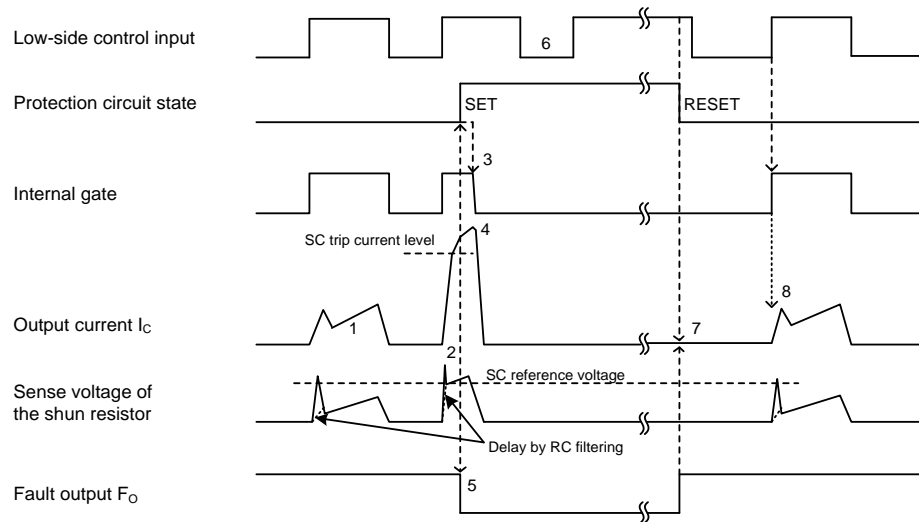 Low-side control input
6
Protection circuit state
SET
RESET
3
Internal gate
SC trip current level
4
Output current IC
1
7
8
2
SC reference voltage
Sense voltage of
the shun resistor
Delay by RC filtering
5
Fault output FO